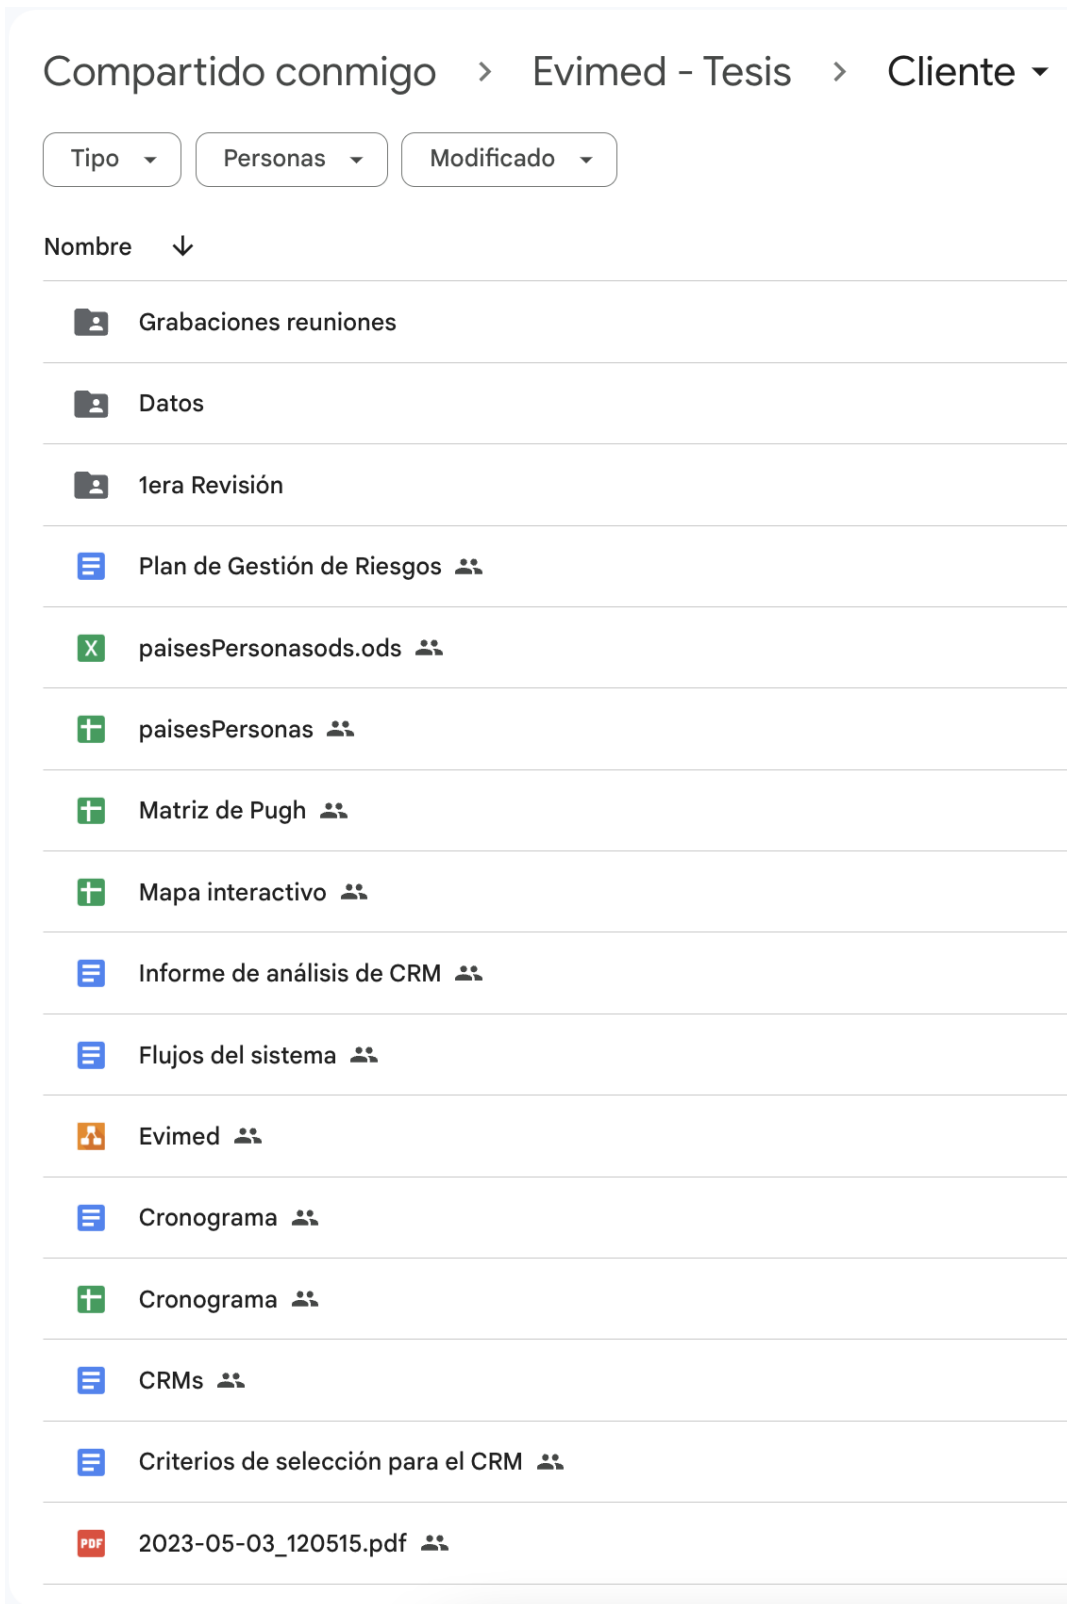 Compartido conmigo > Evimed - Tesis > Cliente
Tipo Personas Modificado
Nombre
Grabaciones reuniones
Datos
1era Revisión
Plan de Gestión de Riesgos
X paisesPersonasods.ods
paisesPersonas
Matriz de Pugh
Mapa interactivo
Informe de análisis de CRM
Flujos del sistema
Evimed
Cronograma
Cronograma
CRMs
Criterios de selección para el CRM
PDF 2023-05-03_120515.pdf